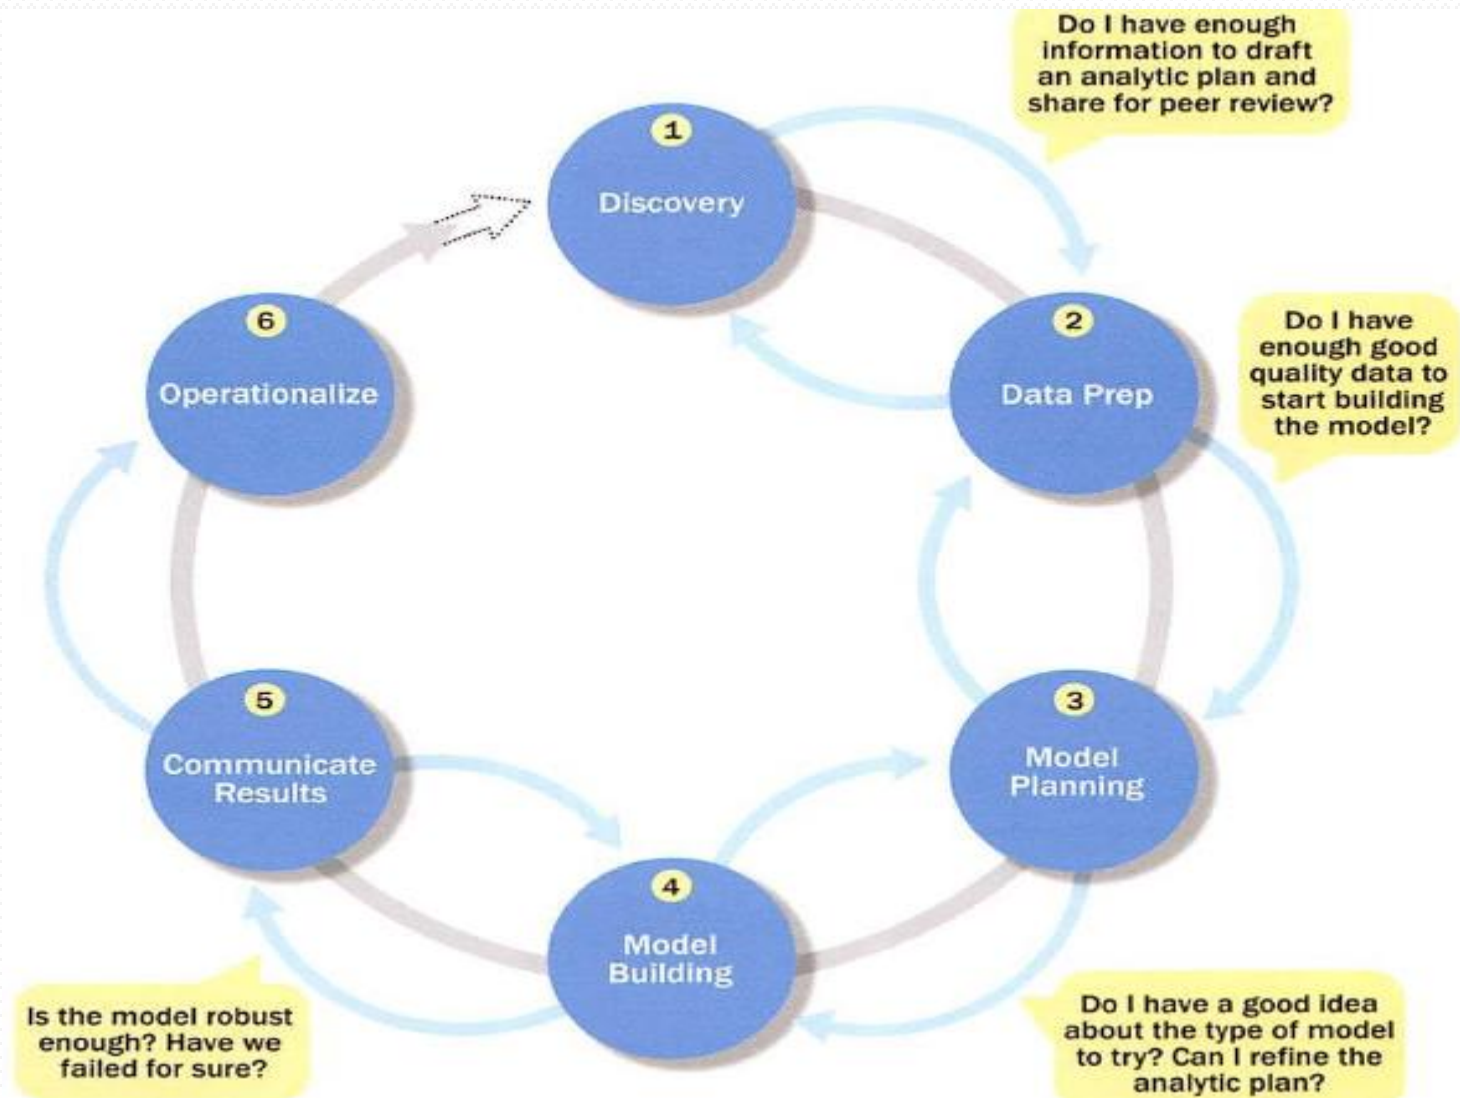 Do I have enough
information to draft
an analytic plan and
share for peer review?
1
Discovery
2
Data Prep
Do I have
enough good
quality data to
start building
the model?
3
Model
Planning
Do I have a good idea
about the type of model
to try? Can I refine the
analytic plan?
4
Model
Building
Is the model robust
enough? Have we
failed for sure?
5
Communicate
Results
6
Operationalize